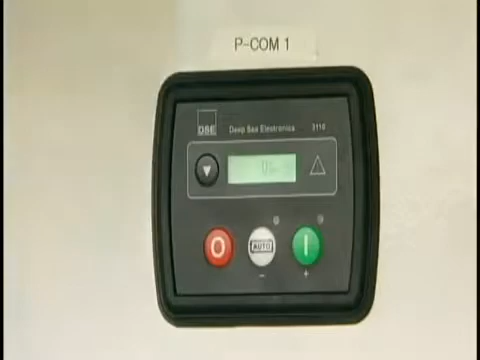 P-COM 1
DSE
Deep Sea Electronics 3110
O
AUTO
I
- +